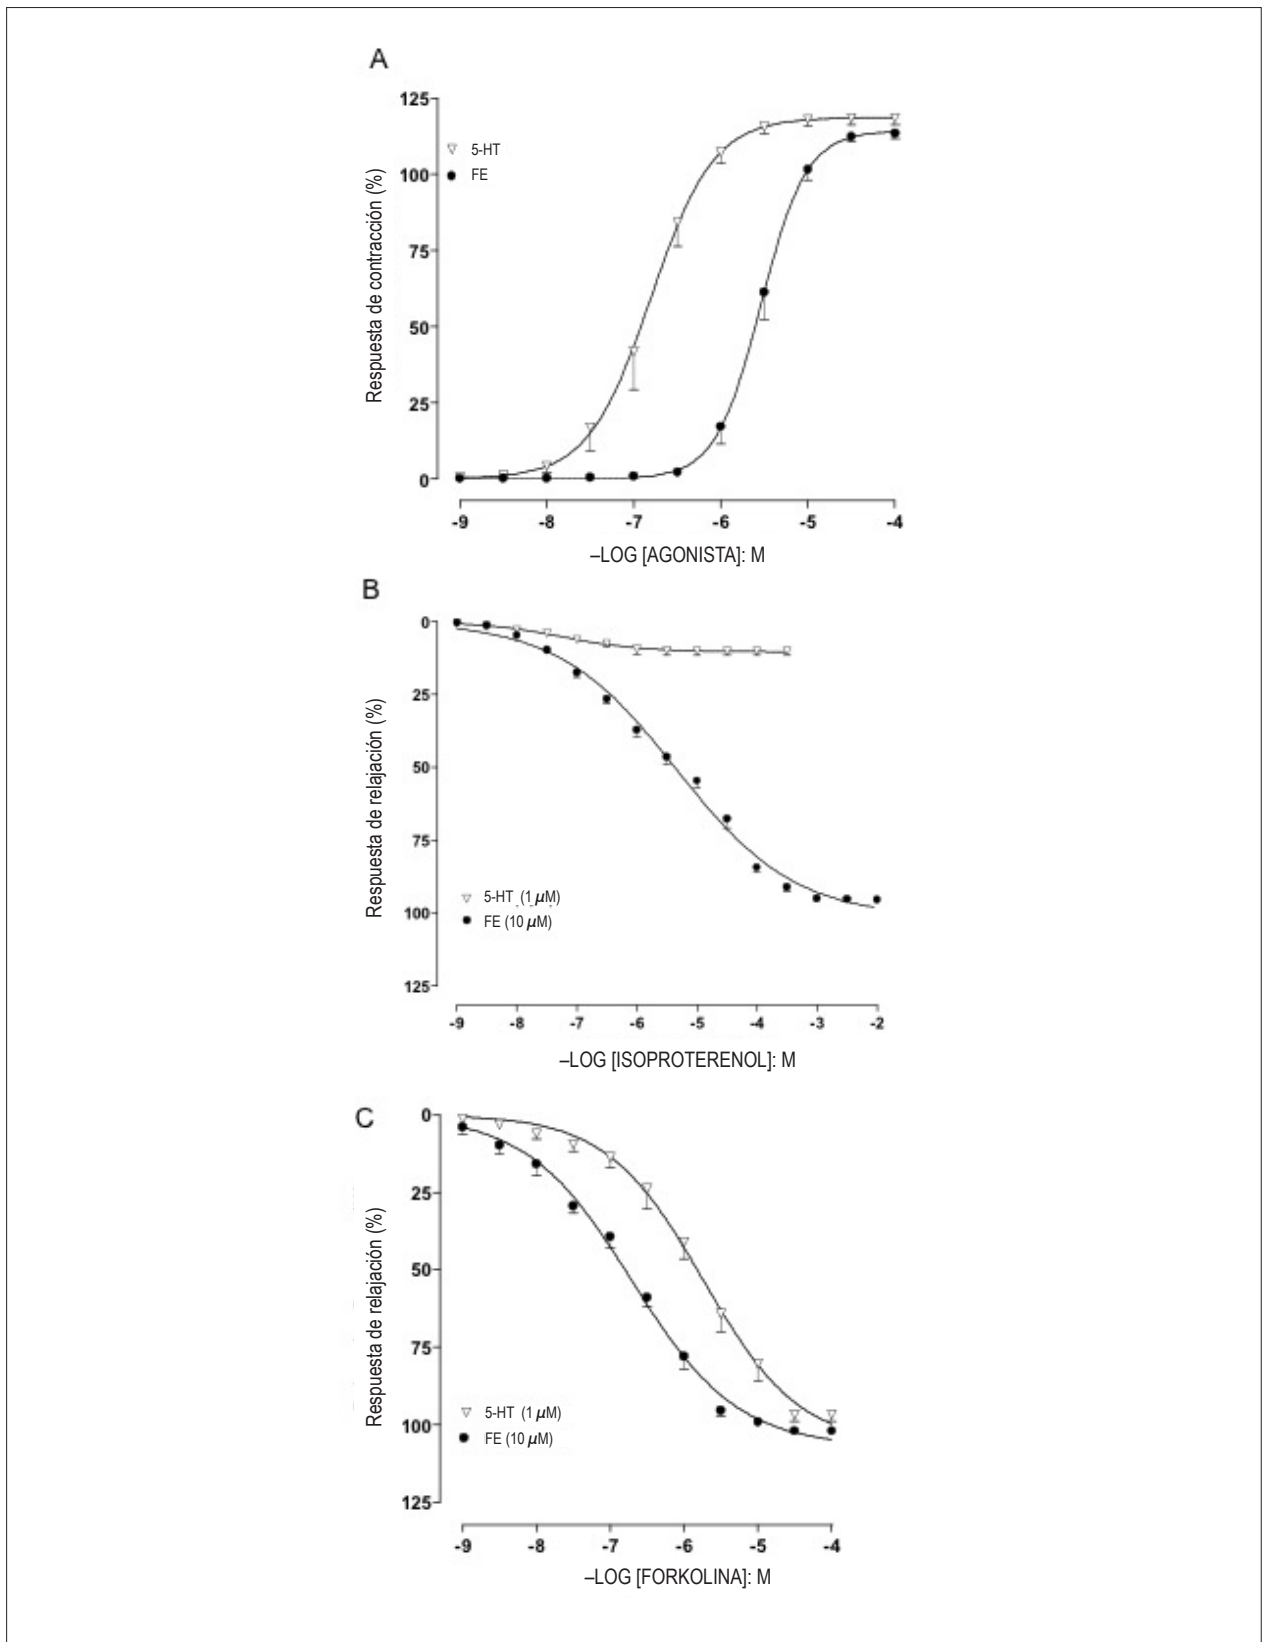 A
125
100
75
50
25
0
Respuesta de contracción (%)
5-HT
FE
-9 -8 -7 -6 -5 -4
–LOG [AGONISTA]: M
B
0
25
50
75
100
125
Respuesta de relajación (%)
5-HT (1 µM)
FE (10 µM)
-9 -8 -7 -6 -5 -4 -3 -2
–LOG [ISOPROTERENOL]: M
C
0
25
50
75
100
125
Respuesta de relajación (%)
5-HT (1 µM)
FE (10 µM)
-9 -8 -7 -6 -5 -4
–LOG [FORKOLINA]: M